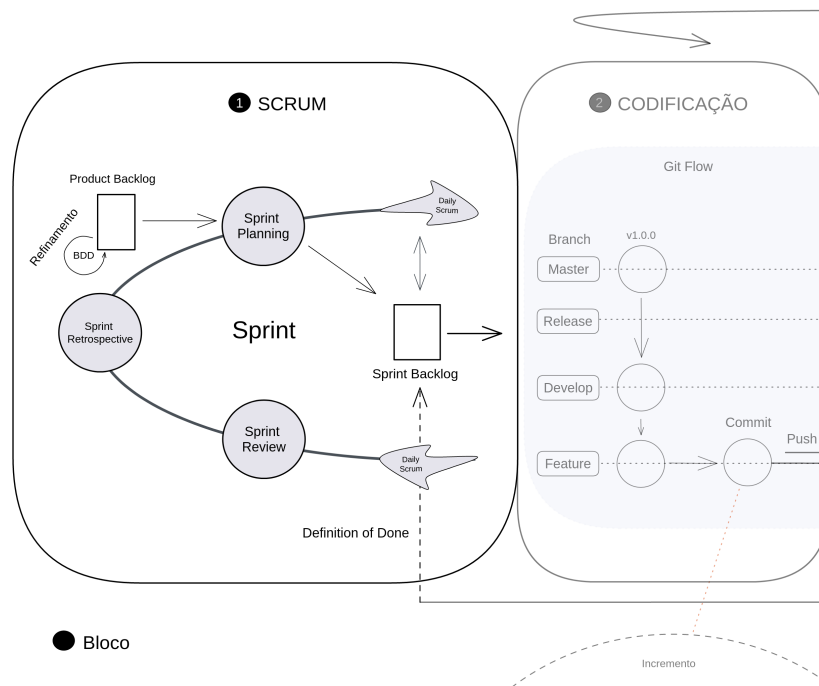 1 SCRUM
2 CODIFICAÇÃO
Git Flow
Product Backlog
Refinamento
BDD
Sprint
Planning
Daily
Scrum
Sprint
Retrospective
Sprint
Sprint Backlog
Sprint
Review
Daily
Scrum
Definition of Done
Branch
v1.0.0
Master
Release
Develop
Commit
Push
Feature
Bloco
Incremento